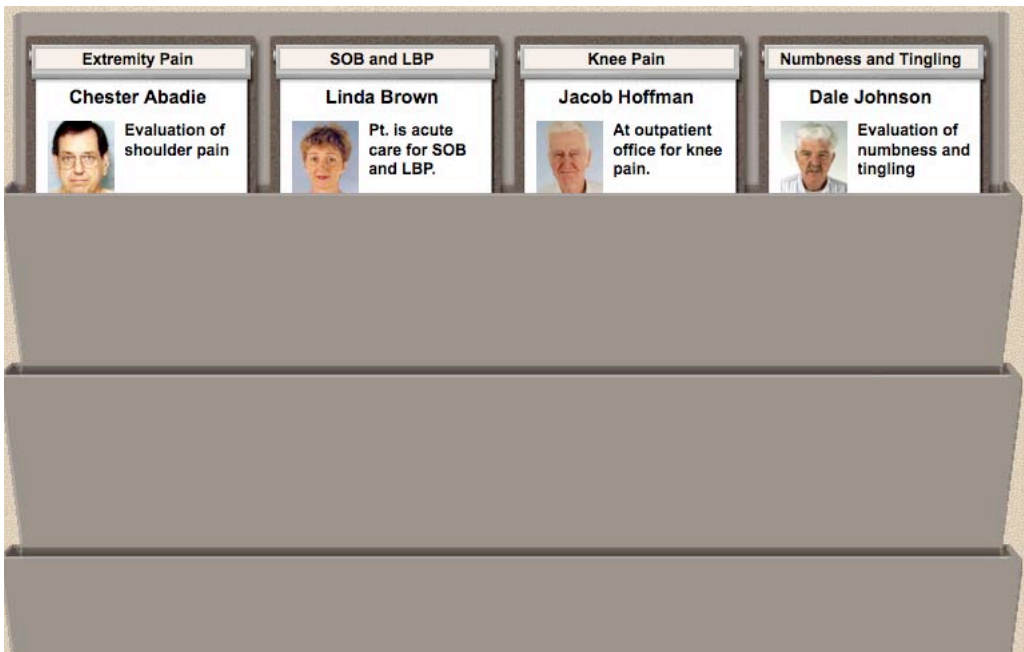 Extremity Pain
Chester Abadie
Evaluation of
shoulder pain
SOB and LBP
Linda Brown
Pt. is acute
care for SOB
and LBP.
Knee Pain
Jacob Hoffman
At outpatient
office for knee
pain.
Numbness and Tingling
Dale Johnson
Evaluation of
numbness and
tingling